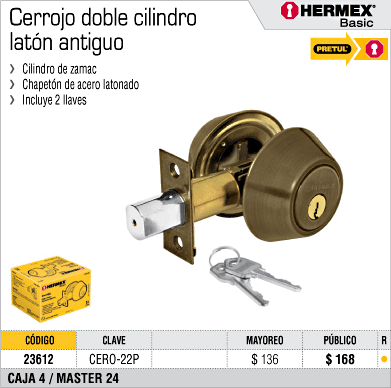 Cerrojo doble cilindro
latón antiguo
HERMEX®
Basic
PRETUL®
› Cilindro de zamac
› Chapetón de acero latonado
› Incluye 2 llaves
CÓDIGO CLAVE MAYOREO PÚBLICO R
23612 CERO-22P $ 136 $ 168
CAJA 4 / MASTER 24